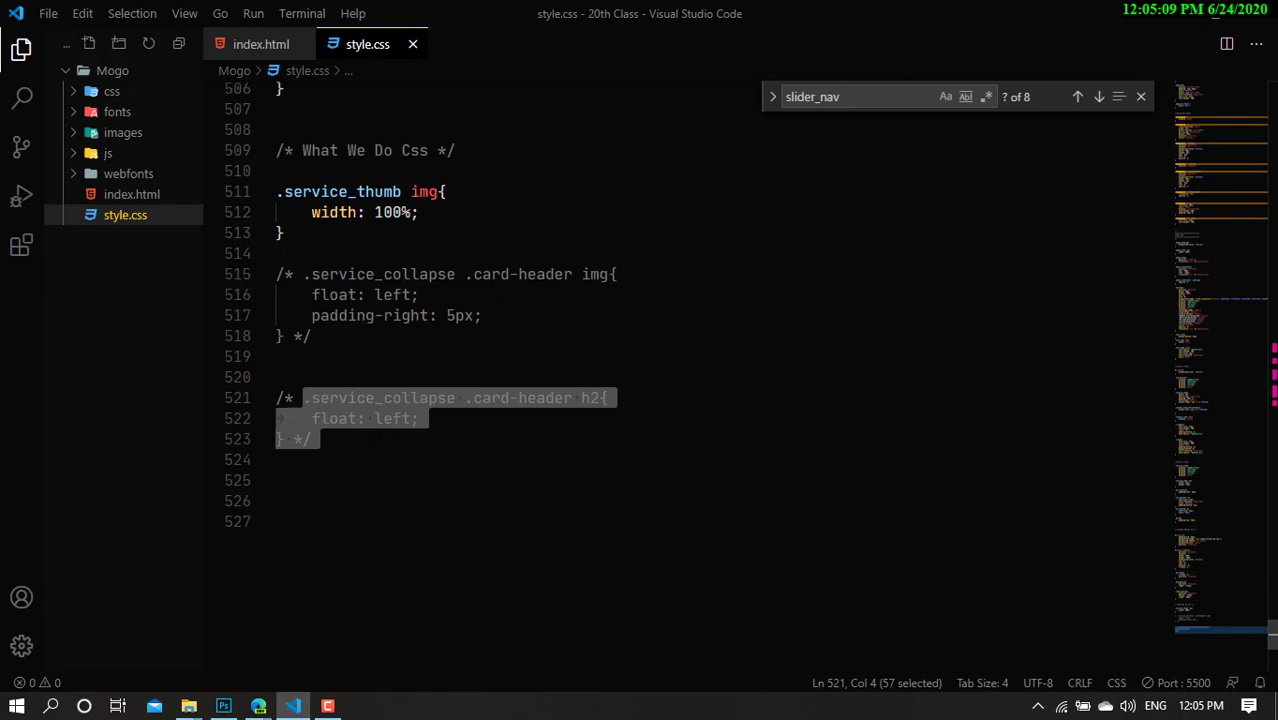 File Edit Selection View Go Run Terminal Help
style.css - 20th Class - Visual Studio Code
12:05:09 PM 6/24/2020
...
index.html
style.css
Mogo
css
fonts
images
js
webfonts
index.html
style.css
Mogo > style.css > ...
slider_nav
Aa Abl .*
7 of 8
506 }
507
508
509 /* What We Do Css */
510
511 .service_thumb img{
512 width: 100%;
513 }
514
515 /* .service_collapse .card-header img{
516 float: left;
517 padding-right: 5px;
518 } */
519
520
521 /* .service_collapse .card-header h2{
522 float: left;
523 } */
524
525
526
527
0 0
Ln 521, Col 4 (57 selected) Tab Size: 4 UTF-8 CRLF CSS Port : 5500
Ps C ENG 12:05 PM